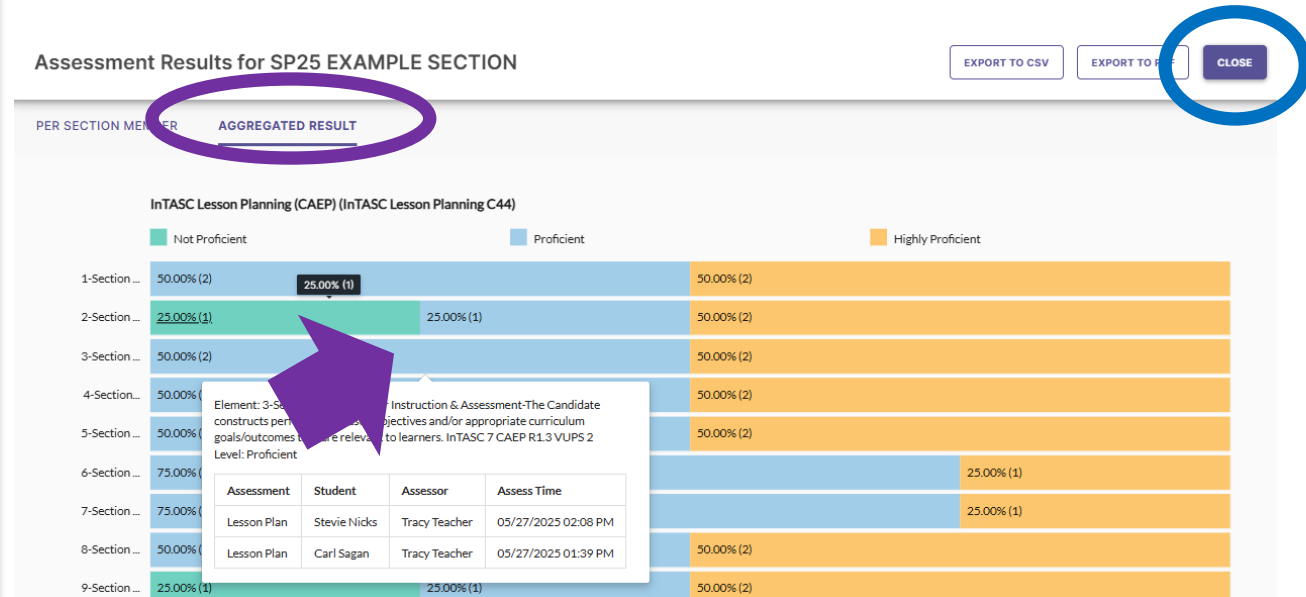 Assessment Results for SP25 EXAMPLE SECTION
EXPORT TO CSV
EXPORT TO
CLOSE
PER SECTION
AGGREGATED RESULT
InTASC Lesson Planning (CAEP) (InTASC Lesson Planning C44)
Not Proficient
Proficient
Highly Proficient
1-Section ...
50.00% (2)
50.00% (2)
25.00% (1)
2-Section ...
25.00% (1)
25.00% (1)
50.00% (2)
3-Section ...
50.00% (2)
50.00% (2)
4-Section...
50.00%
50.00% (2)
5-Section ...
50.00%
50.00% (2)
6-Section ...
75.00%
25.00% (1)
7-Section ...
75.00%
25.00% (1)
8-Section ...
50.00%
50.00% (2)
9-Section ...
25.00% (1)
25.00% (1)
50.00% (2)
Element: Instruction & Assessment-The Candidate
constructs and/or appropriate curriculum
goals/outcomes to learners. InTASC 7 CAEP R1.3 VUPS 2
Level: Proficient
Assessment Student Assessor Assess Time
Lesson Plan Stevie Nicks Tracy Teacher 05/27/2025 02:08 PM
Lesson Plan Carl Sagan Tracy Teacher 05/27/2025 01:39 PM